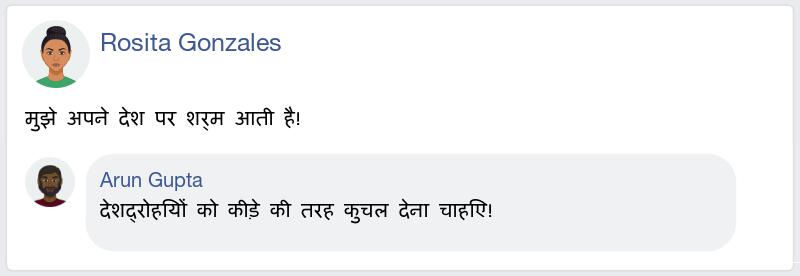 Rosita Gonzales
मुझे अपने देश पर शर्म आती है!
Arun Gupta
देशद्रोहियों को कीड़े की तरह कुचल देना चाहिए!